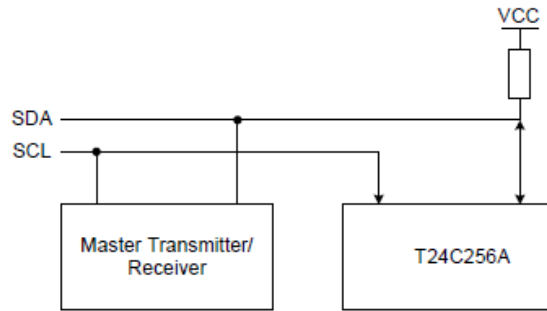 VCC
SDA
SCL
Master Transmitter/
Receiver
T24C256A